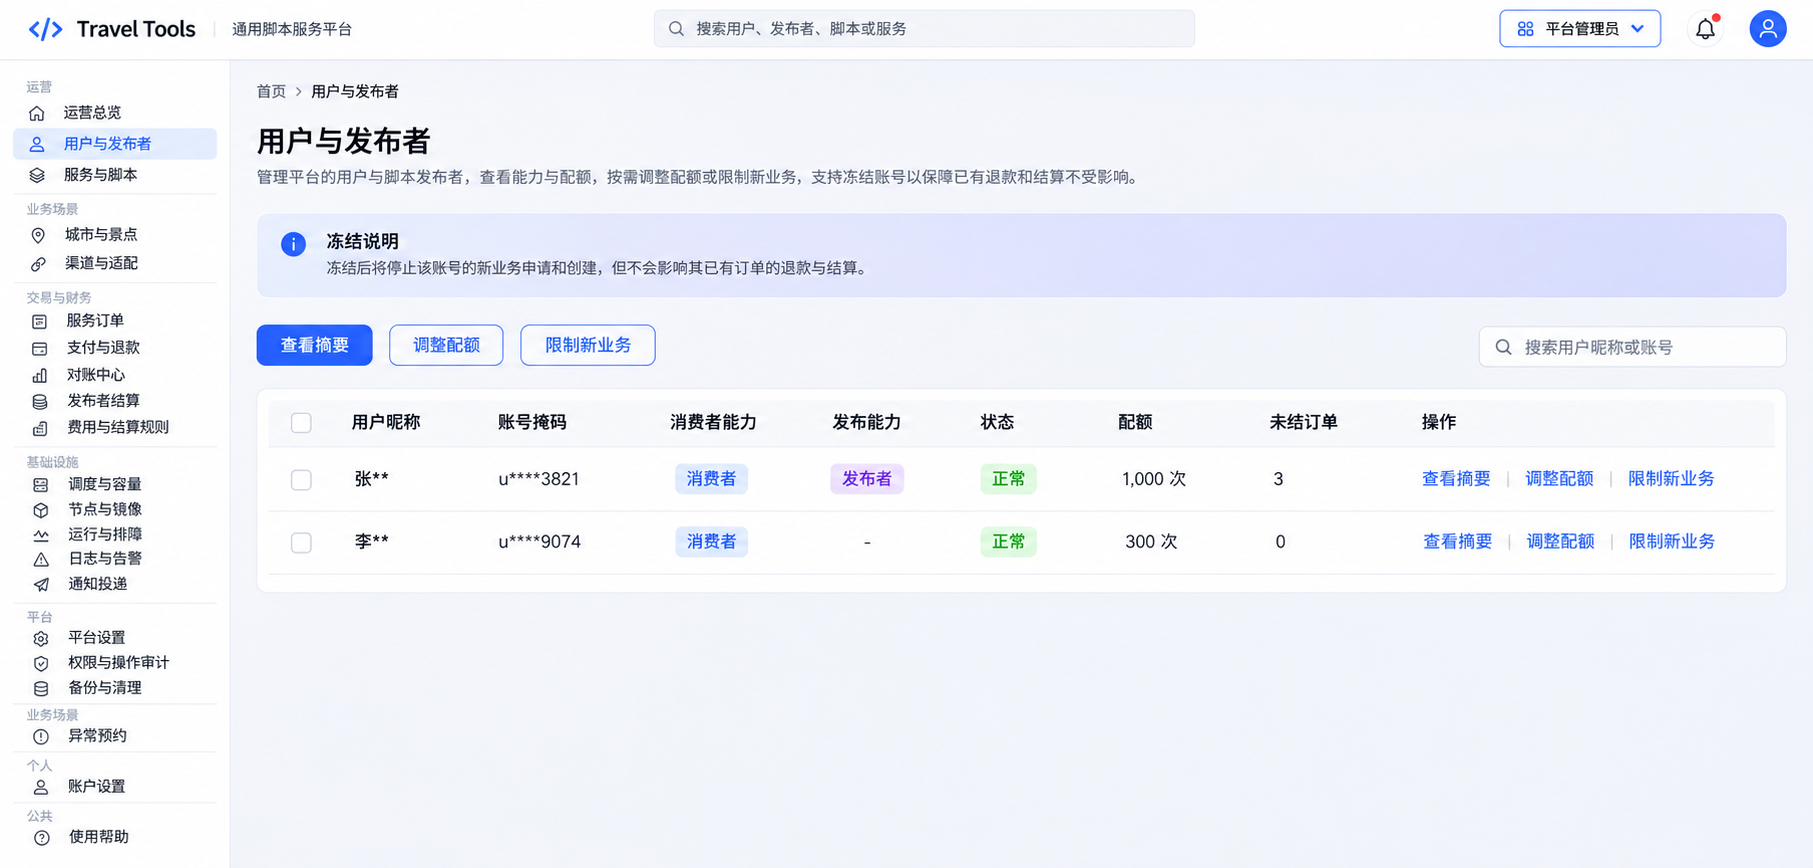 Travel Tools
通用脚本服务平台
搜索用户、发布者、脚本或服务
平台管理员
运营
运营总览
用户与发布者
服务与脚本
业务场景
城市与景点
渠道与适配
交易与财务
服务订单
支付与退款
对账中心
发布者结算
费用与结算规则
基础设施
调度与容量
节点与镜像
运行与排障
日志与告警
通知投递
平台
平台设置
权限与操作审计
备份与清理
业务场景
异常预约
个人
账户设置
公共
使用帮助
首页 > 用户与发布者
用户与发布者
管理平台的用户与脚本发布者，查看能力与配额，按需调整配额或限制新业务，支持冻结账号以保障已有退款和结算不受影响。
冻结说明
冻结后将停止该账号的新业务申请和创建，但不会影响其已有订单的退款与结算。
查看摘要 调整配额 限制新业务
搜索用户昵称或账号
用户昵称 账号掩码 消费者能力 发布能力 状态 配额 未结订单 操作
张** u****3821 消费者 发布者 正常 1,000 次 3 查看摘要 | 调整配额 | 限制新业务
李** u****9074 消费者 - 正常 300 次 0 查看摘要 | 调整配额 | 限制新业务